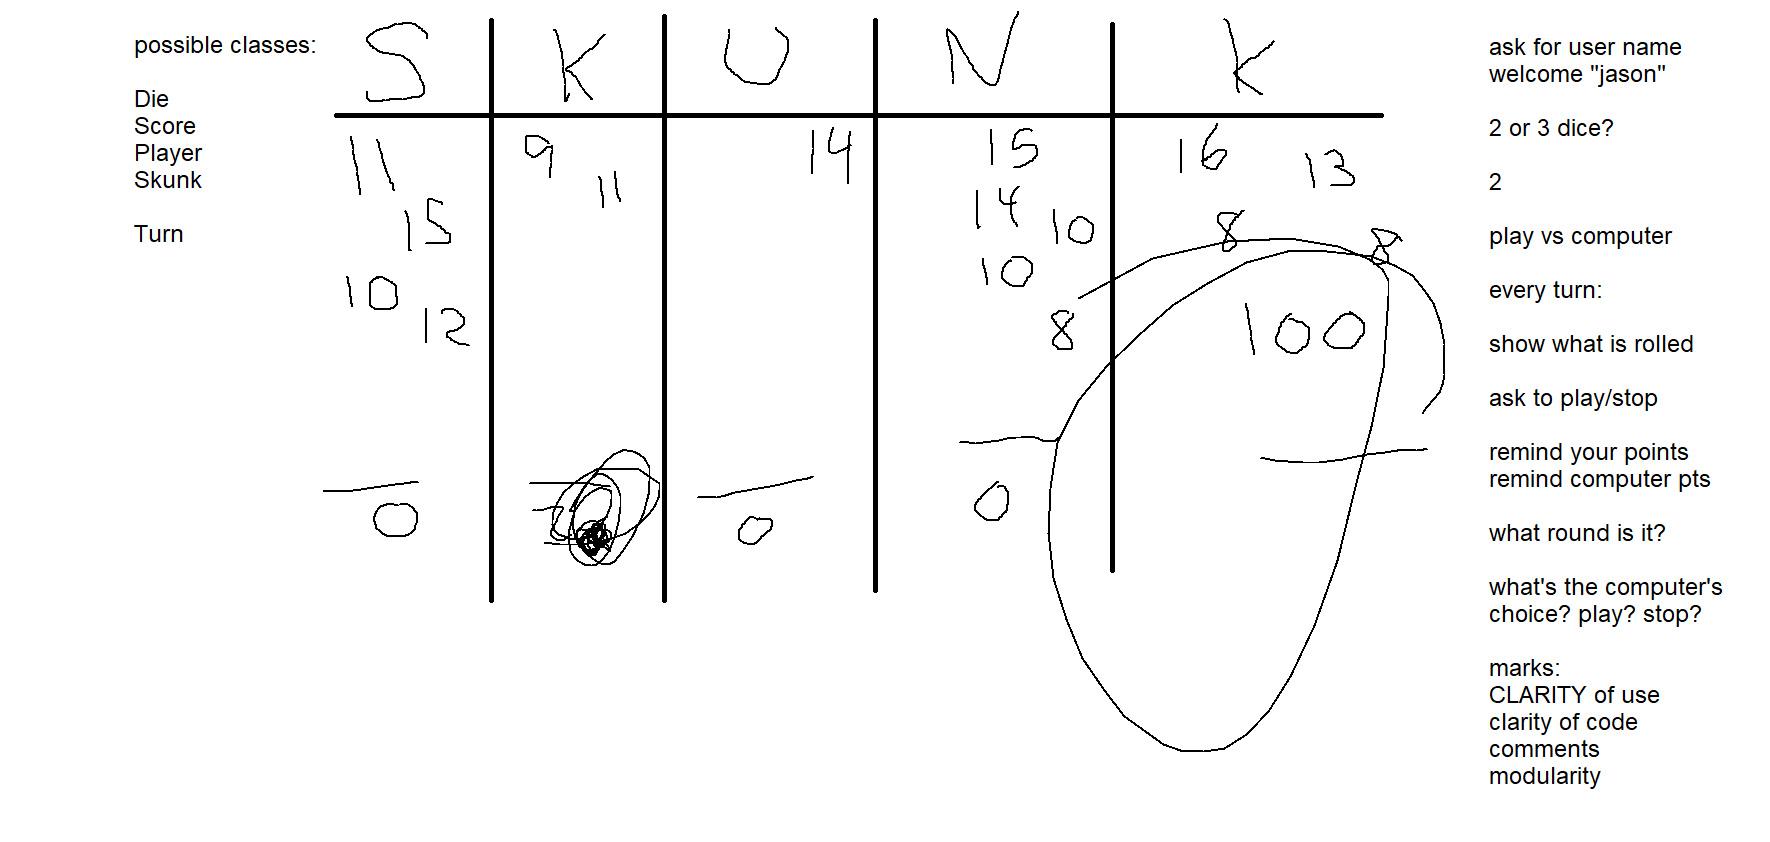 possible classes:
Die
Score
Player
Skunk
Turn
S K U N K
11 9 14 15 16 13
11
15 14 10 8 8
10 10
12 8 100
0 0 0
ask for user name
welcome "jason"
2 or 3 dice?
2
play vs computer
every turn:
show what is rolled
ask to play/stop
remind your points
remind computer pts
what round is it?
what's the computer's
choice? play? stop?
marks:
CLARITY of use
clarity of code
comments
modularity